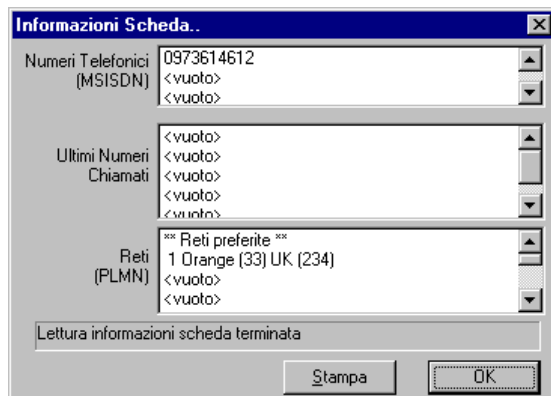 Informazioni Scheda..
Numeri Telefonici
(MSISDN)
0973614612
<vuoto>
<vuoto>
Ultimi Numeri
Chiamati
<vuoto>
<vuoto>
<vuoto>
<vuoto>
<vuoto>
Reti
(PLMN)
** Reti preferite **
1 Orange (33) UK (234)
<vuoto>
<vuoto>
Lettura informazioni scheda terminata
Stampa
OK